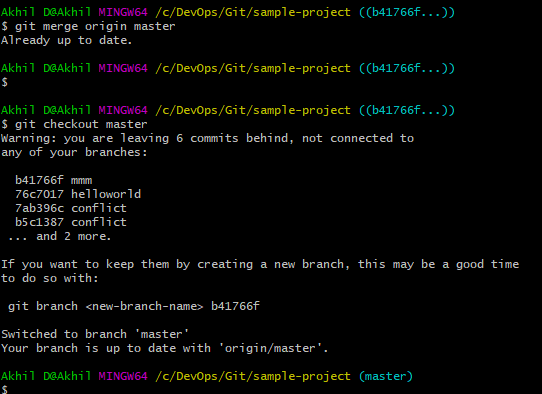 Akhil D@Akhil MINGW64 /c/DevOps/Git/sample-project ((b41766f...))
$ git merge origin master
Already up to date.
Akhil D@Akhil MINGW64 /c/DevOps/Git/sample-project ((b41766f...))
$
Akhil D@Akhil MINGW64 /c/DevOps/Git/sample-project ((b41766f...))
$ git checkout master
Warning: you are leaving 6 commits behind, not connected to
any of your branches:
b41766f mmm
76c7017 helloworld
7ab396c conflict
b5c1387 conflict
... and 2 more.
If you want to keep them by creating a new branch, this may be a good time
to do so with:
git branch <new-branch-name> b41766f
Switched to branch 'master'
Your branch is up to date with 'origin/master'.
Akhil D@Akhil MINGW64 /c/DevOps/Git/sample-project (master)
$